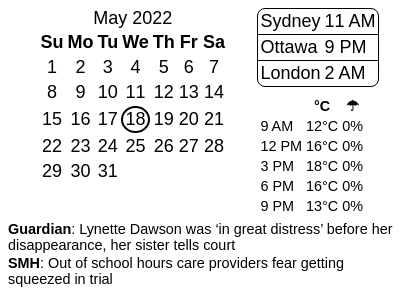 May 2022
Su Mo Tu We Th Fr Sa
1 2 3 4 5 6 7
8 9 10 11 12 13 14
15 16 17 18 19 20 21
22 23 24 25 26 27 28
29 30 31
Sydney 11 AM
Ottawa 9 PM
London 2 AM
°C ☂
9 AM 12°C 0%
12 PM 16°C 0%
3 PM 18°C 0%
6 PM 16°C 0%
9 PM 13°C 0%
Guardian: Lynette Dawson was ‘in great distress’ before her
disappearance, her sister tells court
SMH: Out of school hours care providers fear getting
squeezed in trial